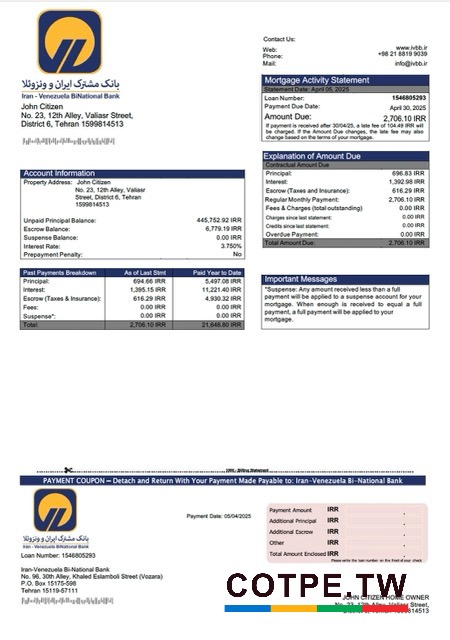 بانک مشترک ایران و ونزوئلا
Iran - Venezuela BiNational Bank
John Citizen
No. 23, 12th Alley, Valiasr Street,
District 6, Tehran 1599814513
Contact Us:
Web: www.ivbb.ir
Phone: +98 21 8819 9039
Mail: info@ivbb.ir
Mortgage Activity Statement
Statement Date: April 05, 2025
Loan Number: 1546805293
Payment Due Date: April 30, 2025
Amount Due: 2,706.10 IRR
If payment is received after 30/04/25, a late fee of 104.49 IRR will
be charged. If the Amount Due changes, the late fee may also
change based on the terms of your mortgage.
Explanation of Amount Due
Contractual Amount Due
Principal: 696.83 IRR
Interest: 1,392.98 IRR
Escrow (Taxes and Insurance): 616.29 IRR
Regular Monthly Payment: 2,706.10 IRR
Fees & Charges (total outstanding) 0.00 IRR
Charges since last statement: 0.00 IRR
Credits since last statement: 0.00 IRR
Overdue Payment: 0.00 IRR
Total Amount Due: 2,706.10 IRR
Account Information
Property Address: John Citizen
No. 23, 12th Alley, Valiasr
Street, District 6, Tehran
1599814513
Unpaid Principal Balance: 445,752.92 IRR
Escrow Balance: 6,779.19 IRR
Suspense Balance: 0.00 IRR
Interest Rate: 3.750%
Prepayment Penalty: No
Past Payments Breakdown As of Last Stmt Paid Year to Date
Principal: 694.66 IRR 5,497.08 IRR
Interest: 1,395.15 IRR 11,221.40 IRR
Escrow (Taxes & Insurance): 616.29 IRR 4,930.32 IRR
Fees: 0.00 IRR 0.00 IRR
Suspense*: 0.00 IRR 0.00 IRR
Total: 2,706.10 IRR 21,648.80 IRR
Important Messages
*Suspense: Any amount received less than a full
payment will be applied to a suspense account for your
mortgage. When enough is received to equal a full
payment, a full payment will be applied to your
mortgage.
Billing Statement
PAYMENT COUPON – Detach and Return With Your Payment Made Payable to: Iran-Venezuela Bi-National Bank
بانک مشترک ایران و ونزوئلا
Iran - Venezuela BiNational Bank
Loan Number: 1546805293
Payment Date: 05/04/2025
Payment Amount IRR
Additional Principal IRR
Additional Escrow IRR
Other IRR
Total Amount Enclosed IRR
Please write the loan number on the front of your check
Iran-Venezuela Bi-National Bank
No. 96, 30th Alley, Khaled Eslamboli Street (Vozara)
P.O. Box 15175-598
Tehran 15119-57111
COTPE.TW
JOHN CITIZEN HOME OWNER